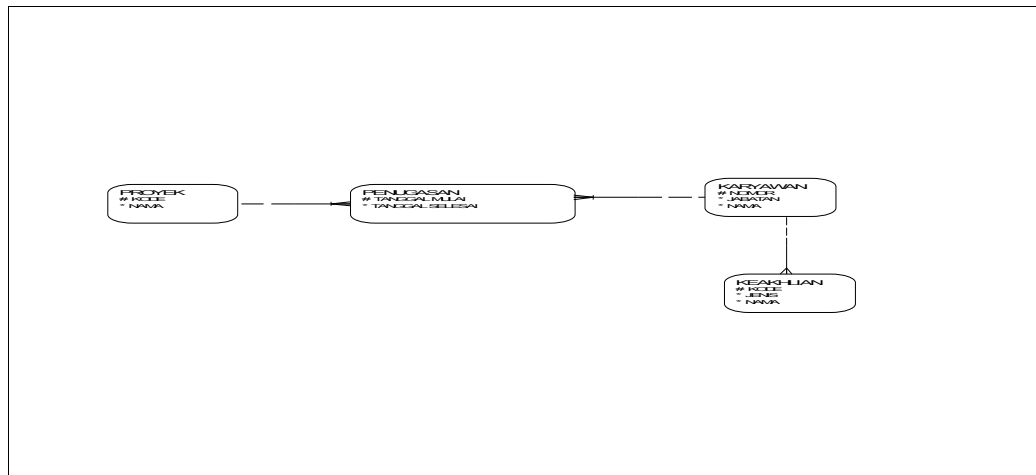 PROYEK
# KODE
* NAMA
PENUGASAN
# TANGGAL MULAI
* TANGGAL SELESAI
KARYAWAN
# NOMOR
* JABATAN
* NAMA
KEAKHLIAN
# KODE
* JENIS
* NAMA